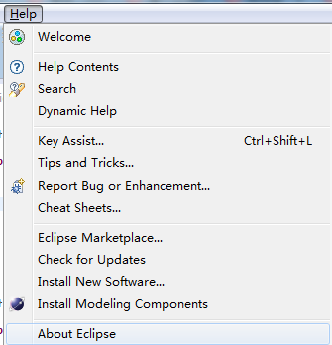 Help
Welcome
Help Contents
Search
Dynamic Help
Key Assist... Ctrl+Shift+L
Tips and Tricks...
Report Bug or Enhancement...
Cheat Sheets...
Eclipse Marketplace...
Check for Updates
Install New Software...
Install Modeling Components
About Eclipse